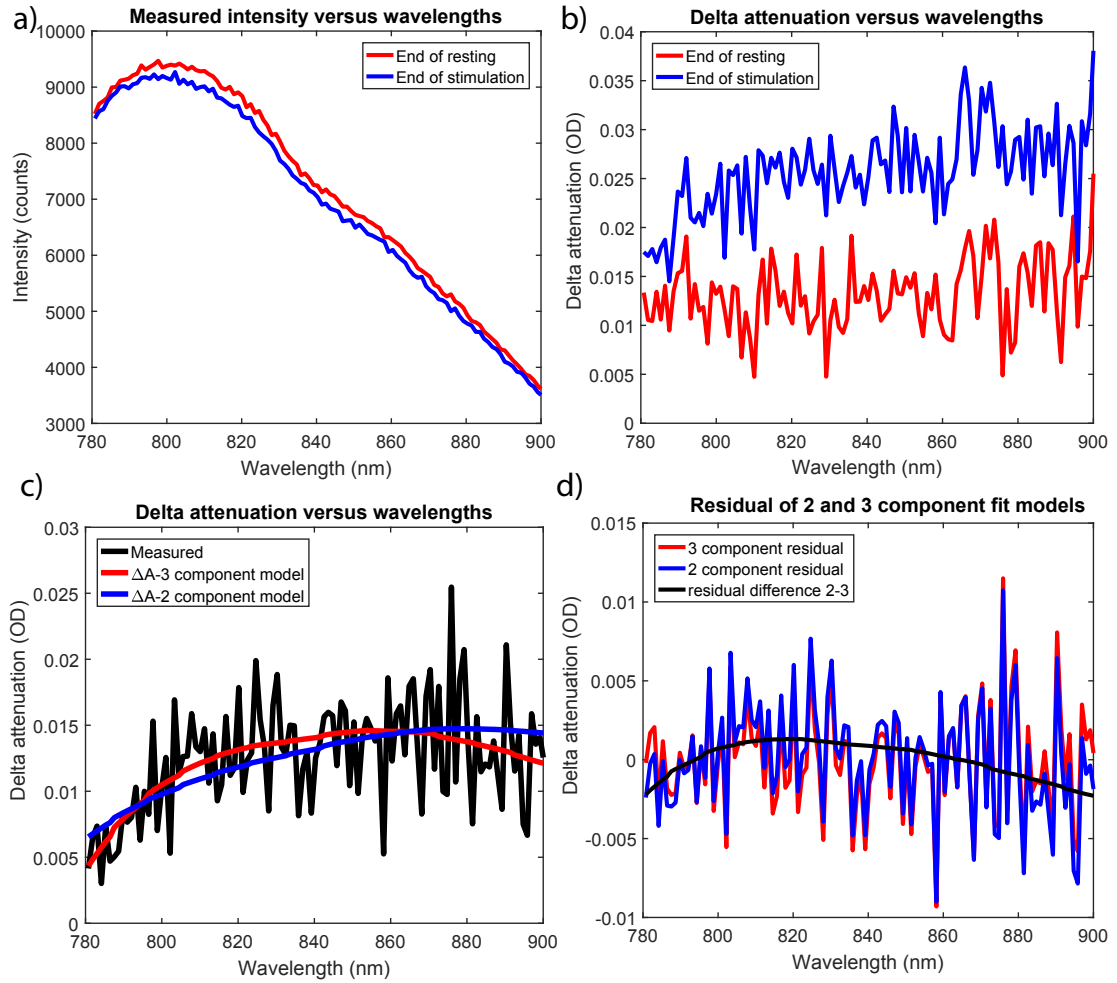 a)
Measured intensity versus wavelengths
10000
9000
8000
7000
6000
5000
4000
3000
Intensity (counts)
End of resting
End of stimulation
780 800 820 840 860 880 900
Wavelength (nm)
b)
Delta attenuation versus wavelengths
0.04
0.035
0.03
0.025
0.02
0.015
0.01
0.005
0
Delta attenuation (OD)
End of resting
End of stimulation
780 800 820 840 860 880 900
Wavelength (nm)
c)
Delta attenuation versus wavelengths
0.03
0.025
0.02
0.015
0.01
0.005
0
Delta attenuation (OD)
Measured
ΔA-3 component model
ΔA-2 component model
780 800 820 840 860 880 900
Wavelength (nm)
d)
Residual of 2 and 3 component fit models
0.015
0.01
0.005
0
-0.005
-0.01
Delta attenuation (OD)
3 component residual
2 component residual
residual difference 2-3
780 800 820 840 860 880 900
Wavelength (nm)